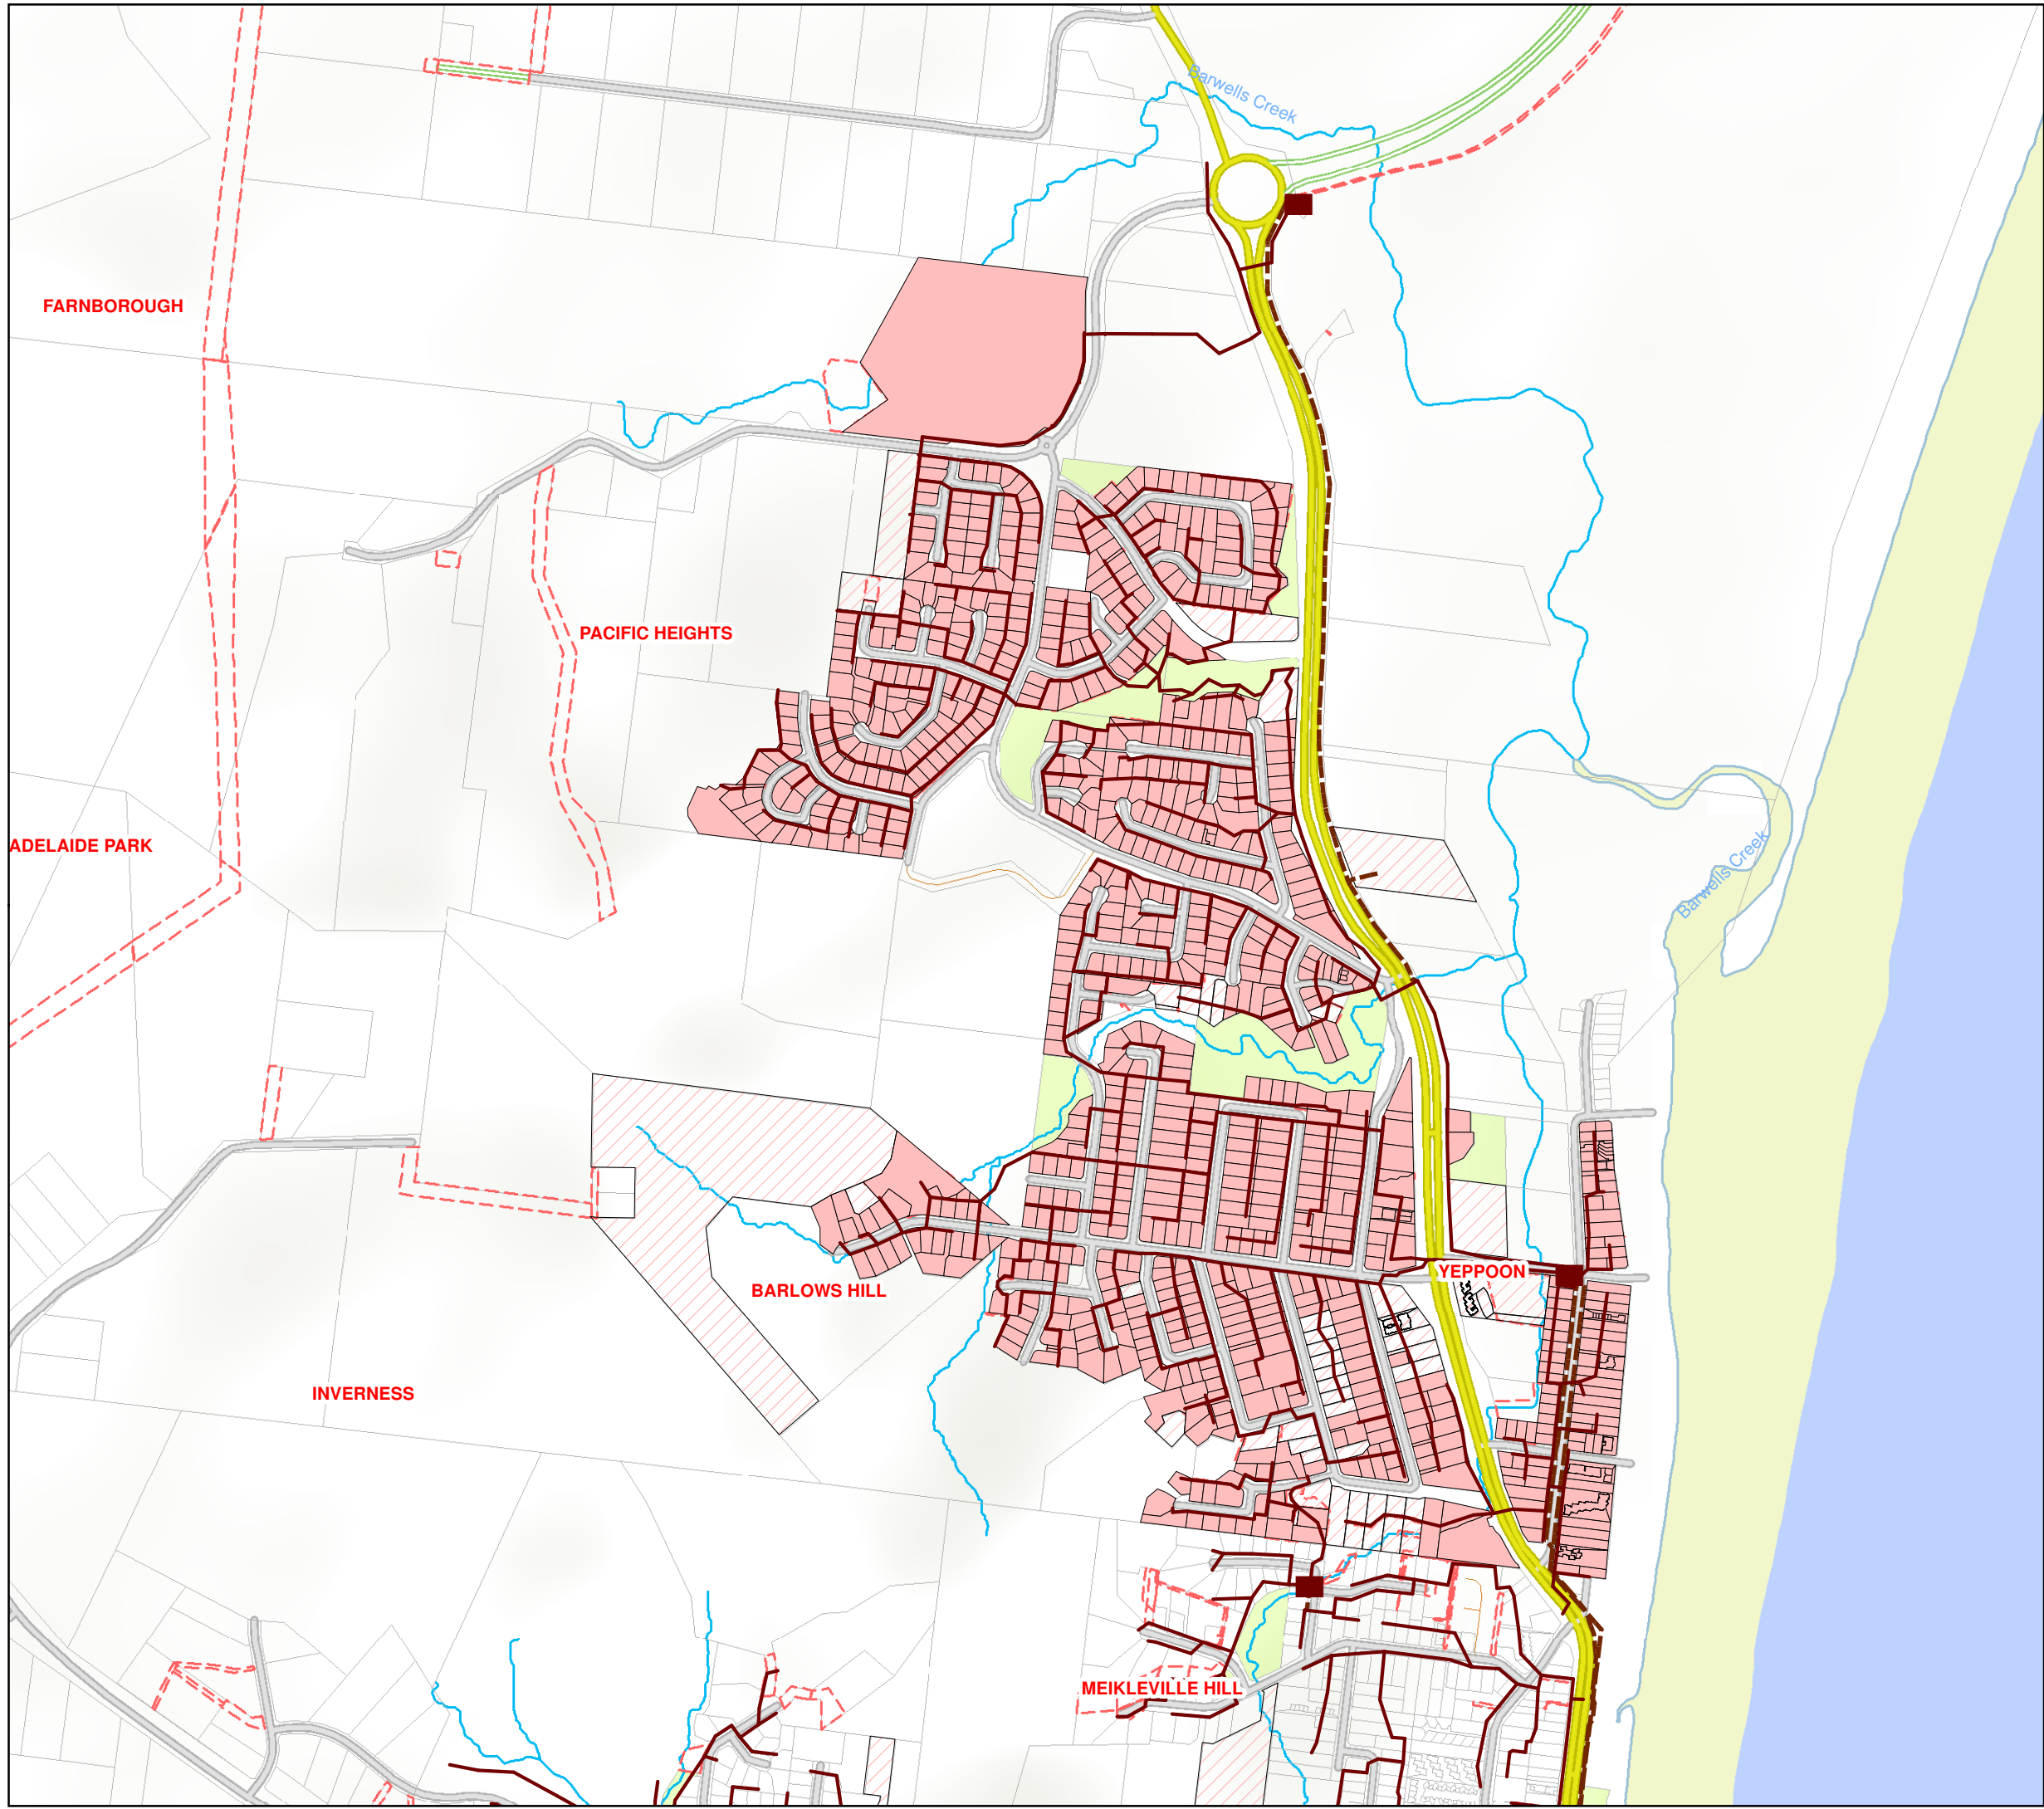 Barwells Creek
FARNBOROUGH
PACIFIC HEIGHTS
ADELAIDE PARK
Barwells Creek
YEPPOON
BARLOWS HILL
INVERNESS
MEIKLEVILLE HILL